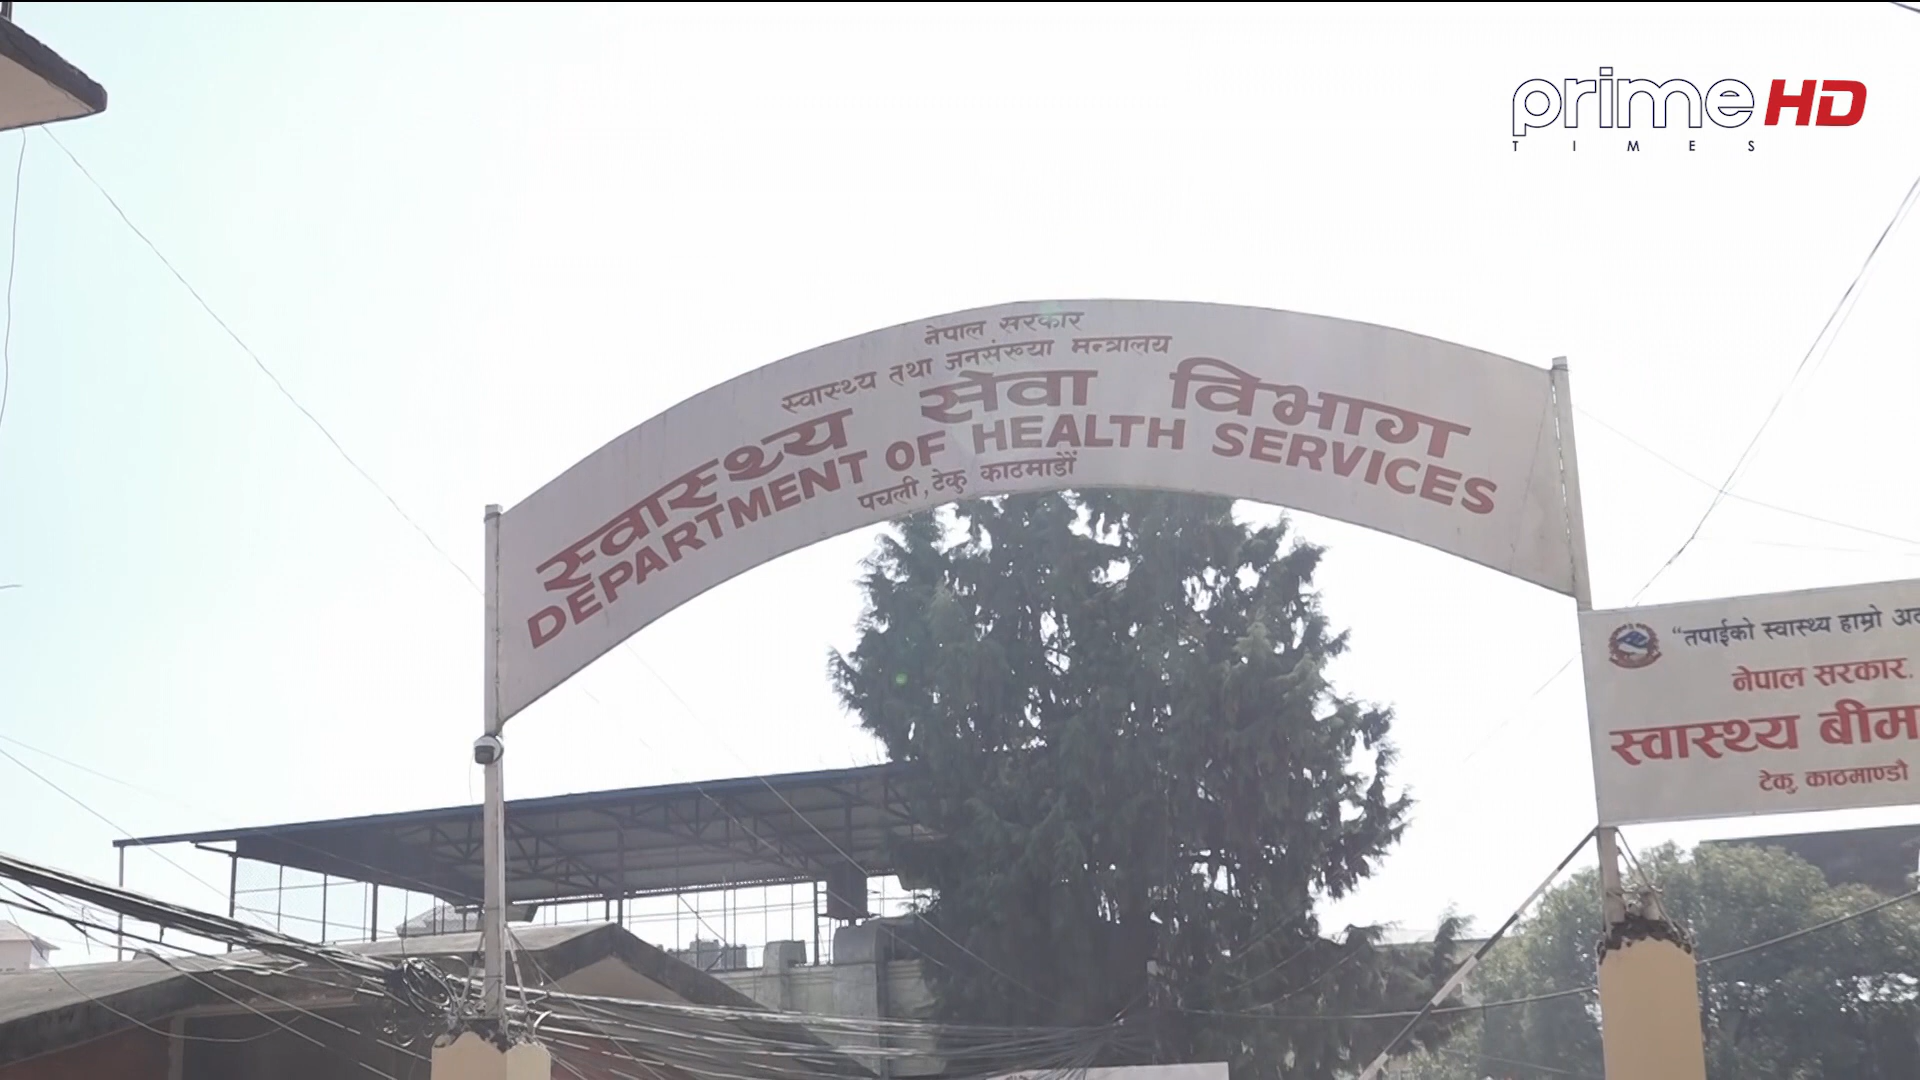 prime HD
TIMES
नेपाल सरकार
स्वास्थ्य तथा जनसंख्या मन्त्रालय
स्वास्थ्य सेवा विभाग
DEPARTMENT OF HEALTH SERVICES
पचली, टेकु काठमाडौं
"तपाईको स्वास्थ्य हाम्रो
नेपाल सरकार
स्वास्थ्य
टेकु, काठमाण्डौ